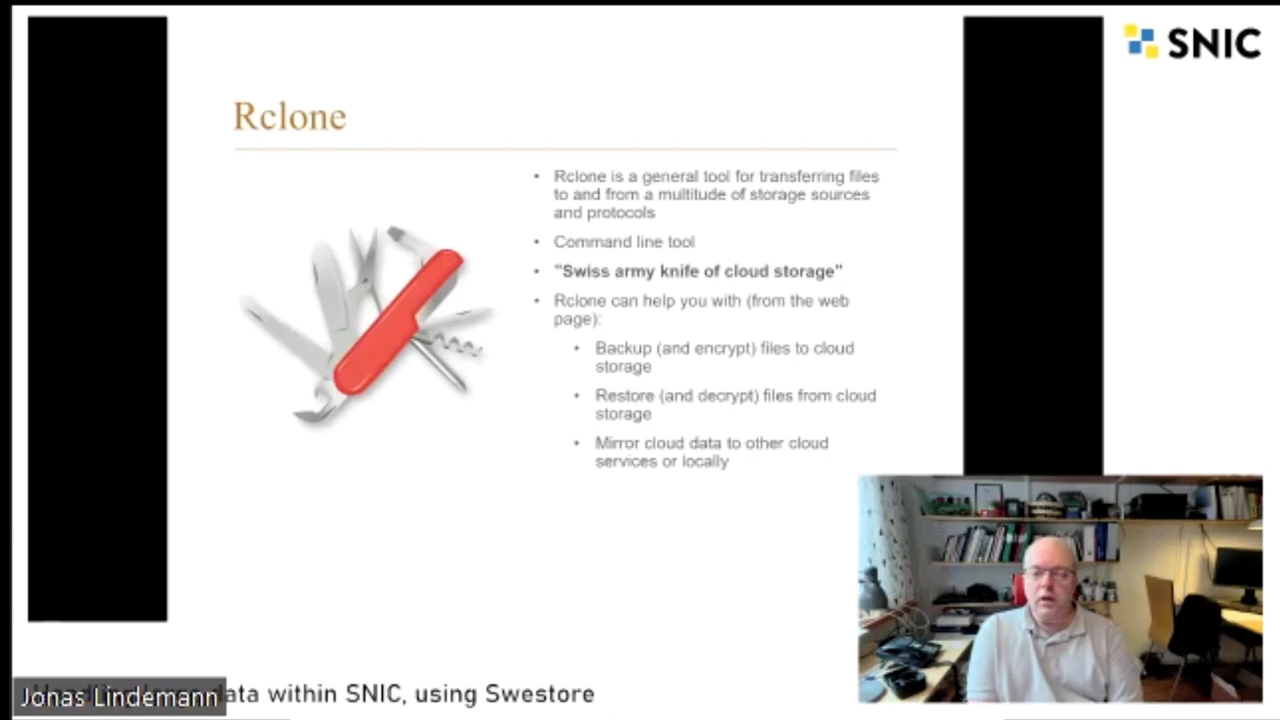 SNIC
Rclone
• Rclone is a general tool for transferring files
to and from a multitude of storage sources
and protocols
• Command line tool
• "Swiss army knife of cloud storage"
• Rclone can help you with (from the web
page):
• Backup (and encrypt) files to cloud
storage
• Restore (and decrypt) files from cloud
storage
• Mirror cloud data to other cloud
services or locally
Jonas Lindemann
data within SNIC, using Swestore